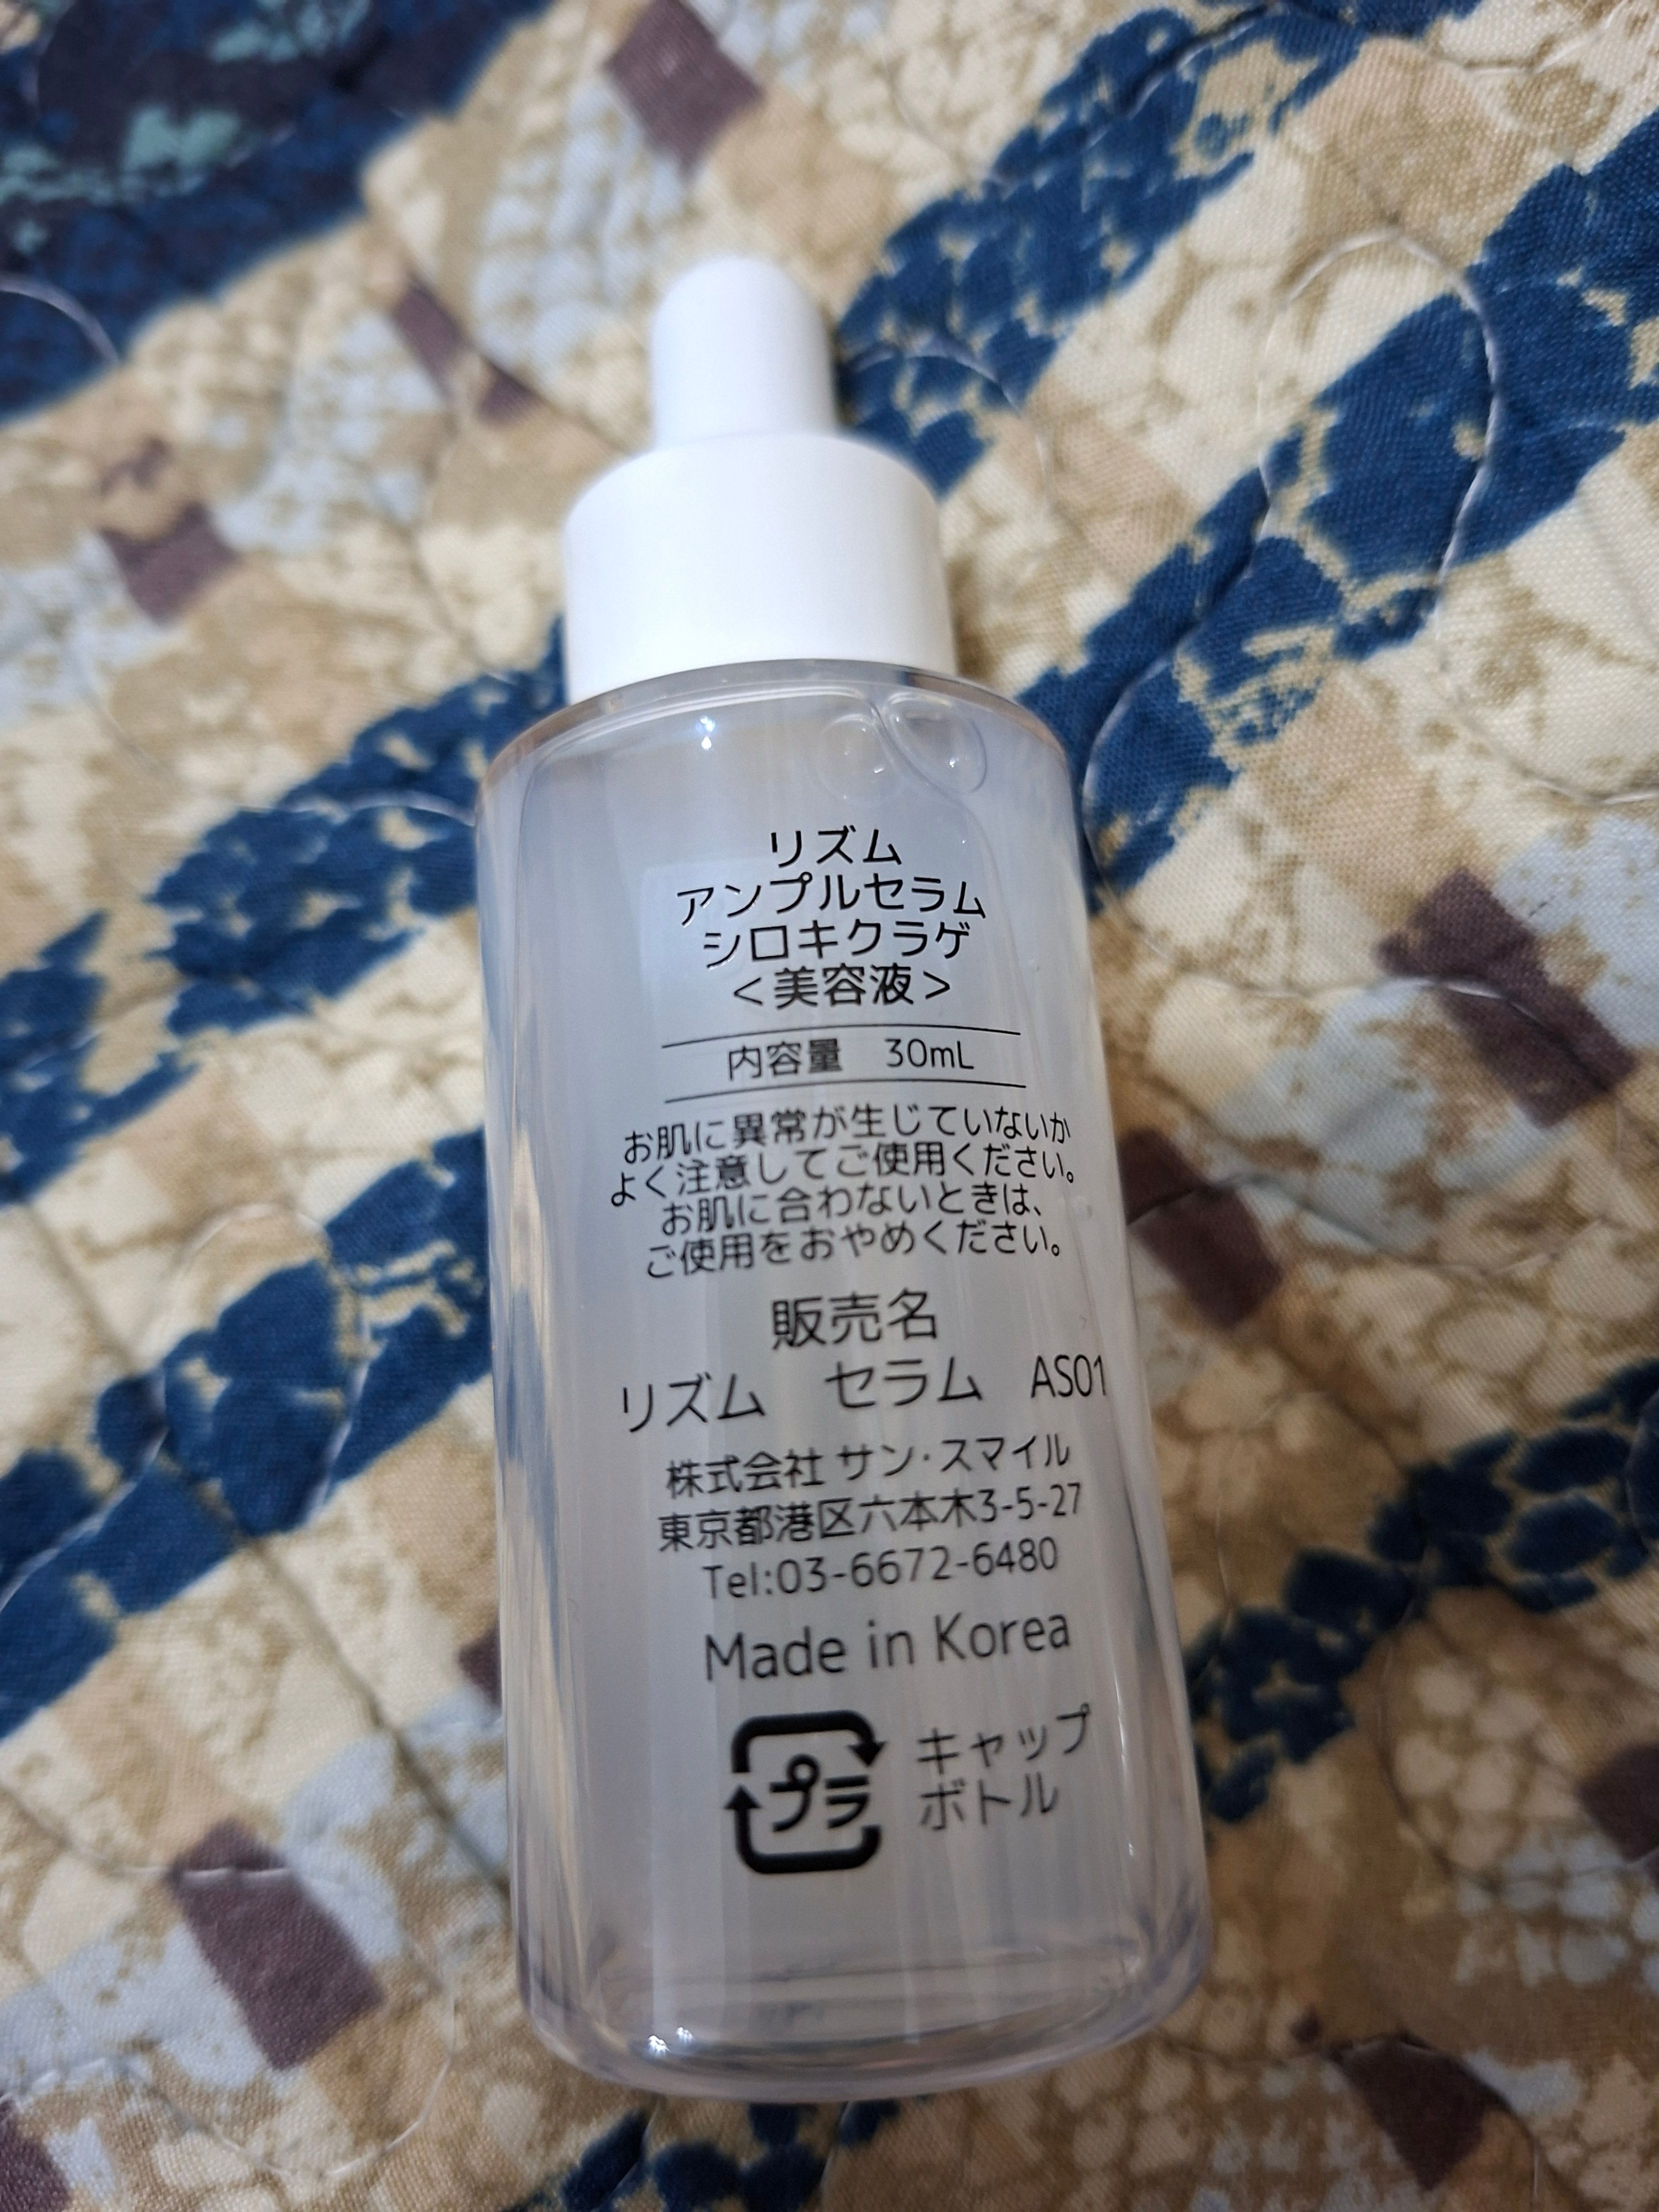 リズム
アンプルセラム
シロキクラゲ
＜美容液＞
内容量　30mL
お肌に異常が生じていないか
よく注意してご使用ください。
お肌に合わないときは、
ご使用をおやめください。
販売名
リズム　セラム　AS01
株式会社 サン・スマイル
東京都港区六本木3-5-27
Tel:03-6672-6480
Made in Korea
プラ
キャップ
ボトル